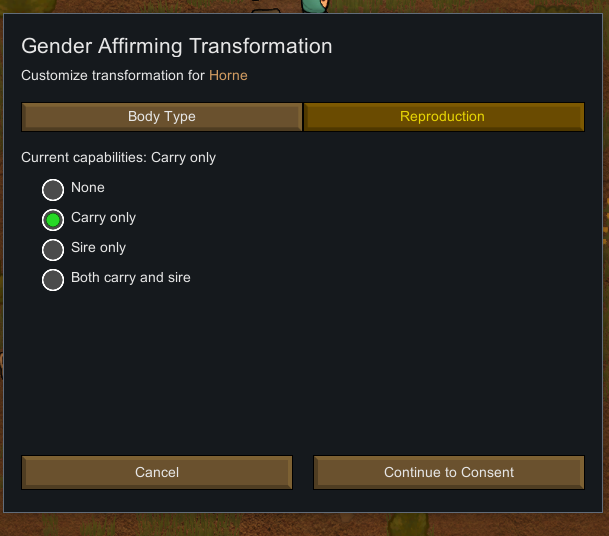 Gender Affirming Transformation
Customize transformation for Horne
Body Type
Reproduction
Current capabilities: Carry only
None
Carry only
Sire only
Both carry and sire
Cancel
Continue to Consent